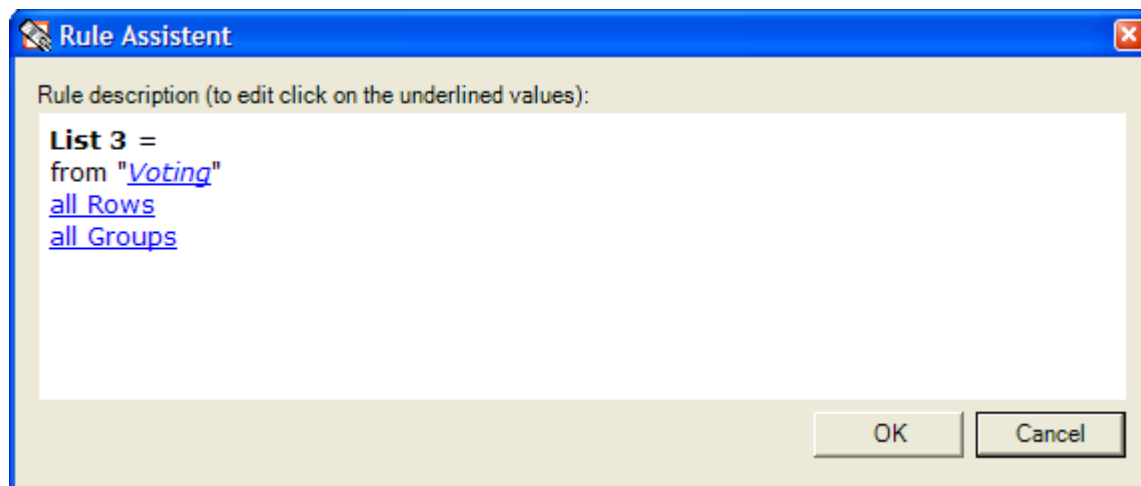 Rule Assistent
Rule description (to edit click on the underlined values):
List 3 =
from "Voting"
all Rows
all Groups
OK
Cancel